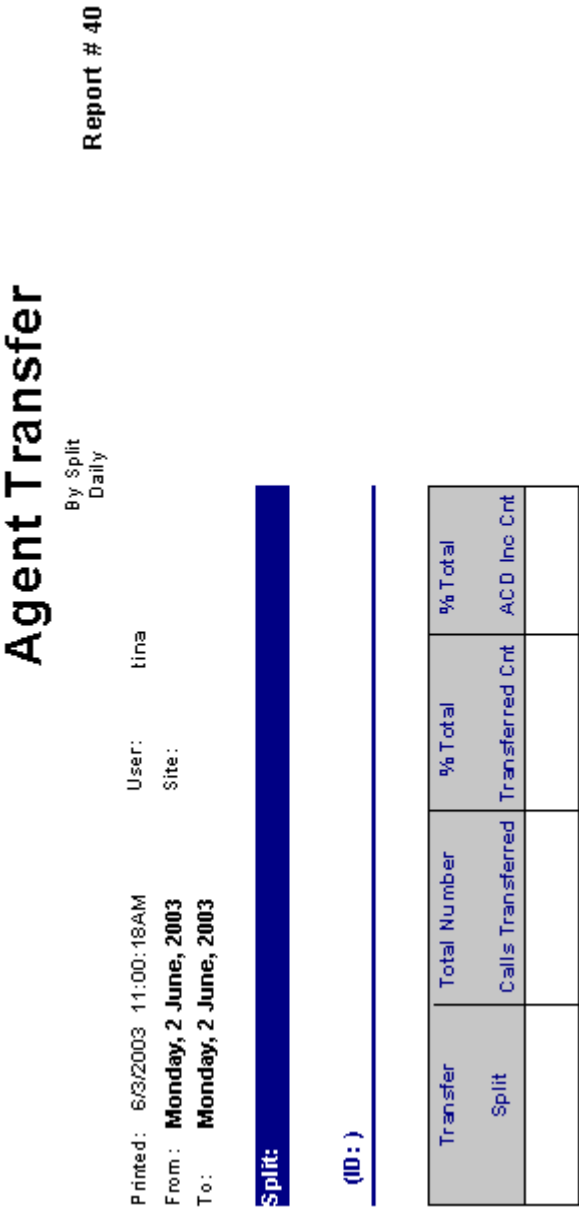 Agent Transfer
By Split
Daily
Report # 40
Printed: 6/3/2003 11:00:18AM User: tina
From: Monday, 2 June, 2003 Site:
To: Monday, 2 June, 2003
Split:
(ID: )
Transfer Total Number % Total % Total
Split Calls Transferred Transferred Cnt ACD Inc Cnt